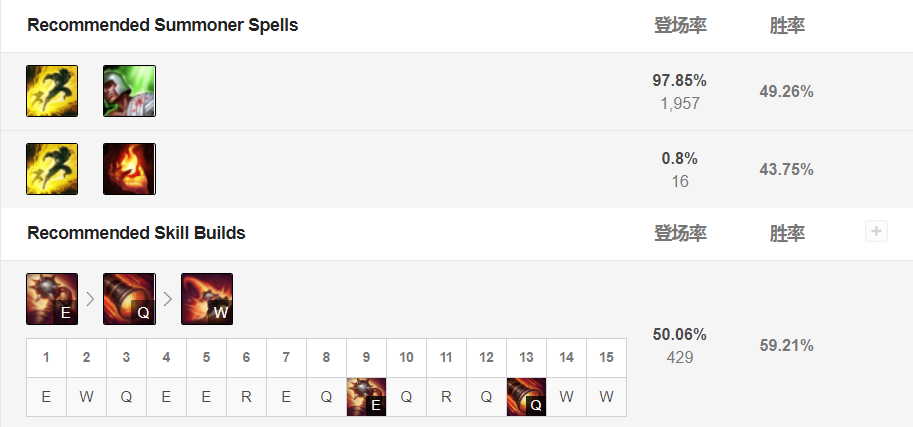 Recommended Summoner Spells 登场率 胜率
97.85%
1,957
49.26%
0.8%
16
43.75%
Recommended Skill Builds 登场率 胜率 +
E Q W
50.06%
429
59.21%
1 2 3 4 5 6 7 8 9 10 11 12 13 14 15
E W Q E E R E Q E Q R Q Q W W